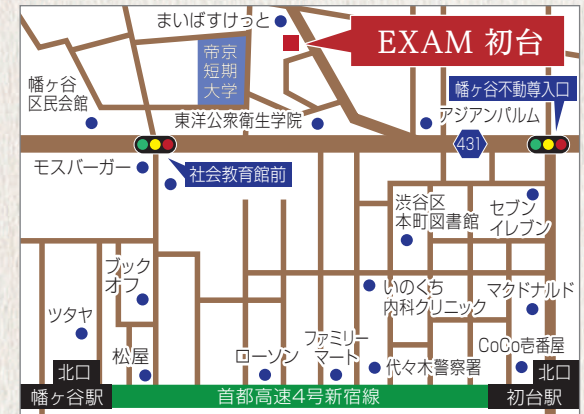 まいばすけっと
EXAM 初台
帝京
短期
大学
幡ヶ谷
区民会館
幡ヶ谷不動尊入口
東洋公衆衛生学院
アジアンパルム
431
モスバーガー
社会教育館前
渋谷区
本町図書館
セブン
イレブン
ブック
オフ
いのくち
内科クリニック
マクドナルド
ツタヤ
松屋
ローソン
ファミリー
マート
代々木警察署
CoCo壱番屋
北口
幡ヶ谷駅
首都高速4号新宿線
北口
初台駅